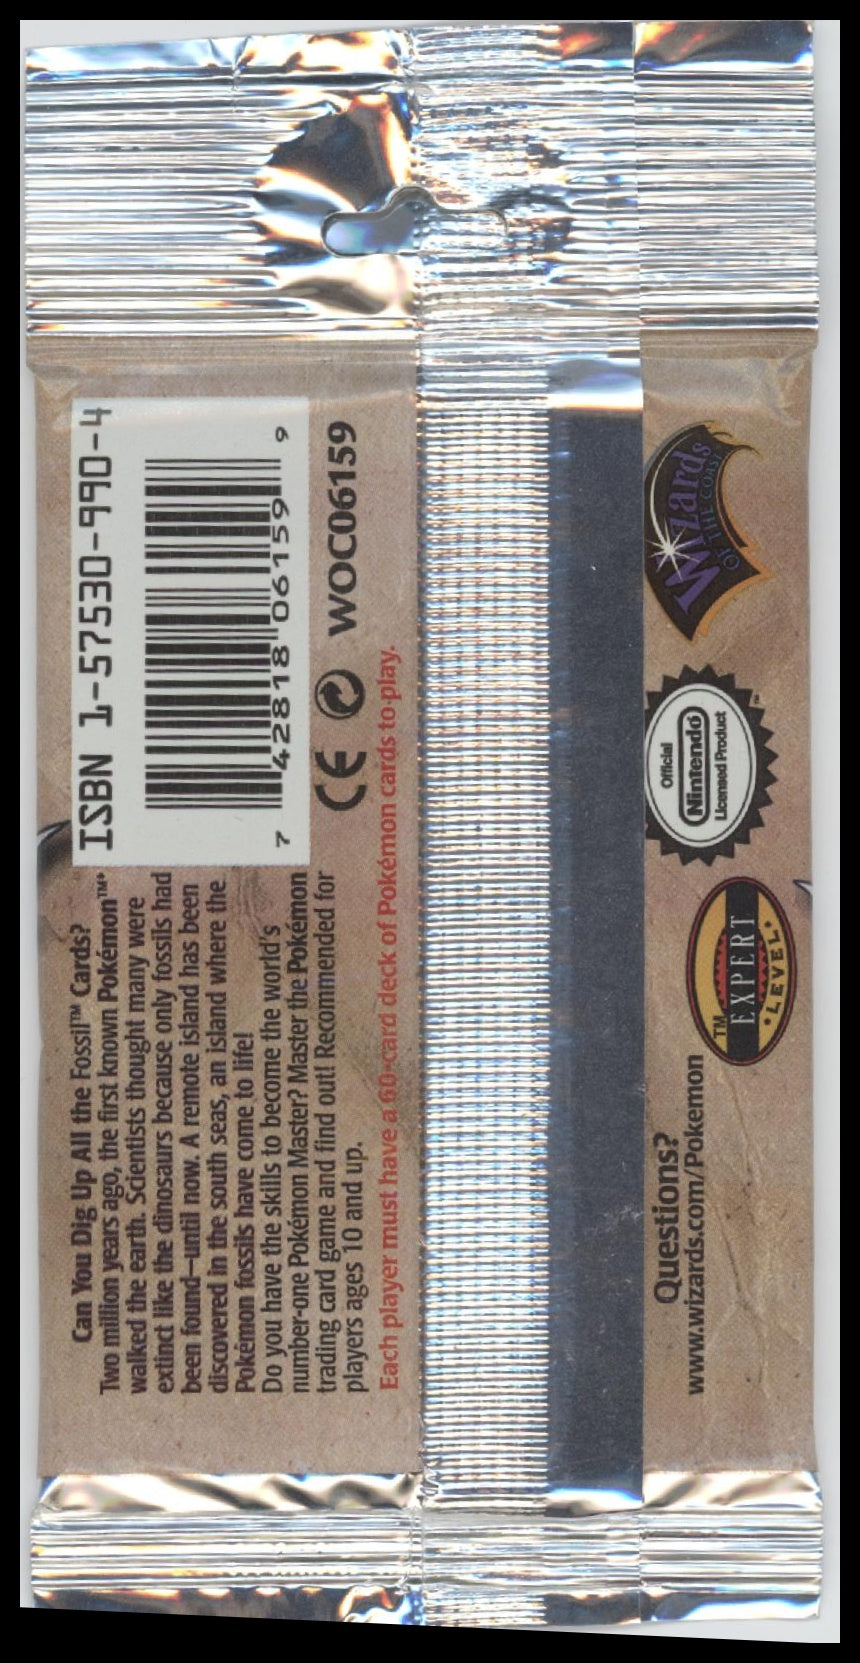 ISBN 1-57530-990-4
7 42818 06159 9
CE WOC06159
Can You Dig Up All the Fossil™ Cards?
Two million years ago, the first known Pokémon™*
walked the earth. Scientists thought many were
extinct like the dinosaurs because only fossils had
been found—until now. A remote island has been
discovered in the south seas, an island where the
Pokémon fossils have come to life!
Do you have the skills to become the world's
number-one Pokémon Master? Master the Pokémon
trading card game and find out! Recommended for
players ages 10 and up.
Each player must have a 60-card deck of Pokémon cards to play.
Wizards
OF THE COAST
Official
Nintendo
Licensed Product
™
TM
EXPERT
LEVEL
Questions?
www.wizards.com/Pokemon